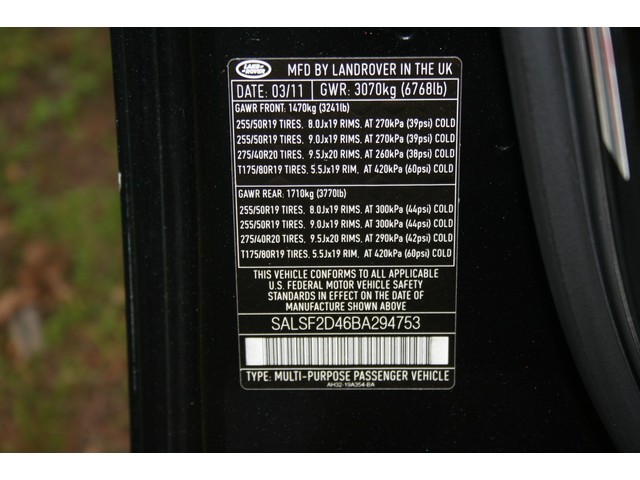 LAND ROVER
MFD BY LANDROVER IN THE UK
DATE: 03/11 GWR: 3070kg (6768lb)
GAWR FRONT: 1470kg (3241lb)
255/50R19 TIRES, 8.0Jx19 RIMS, AT 270kPa (39psi) COLD
255/50R19 TIRES, 9.0Jx19 RIMS, AT 270kPa (39psi) COLD
275/40R20 TIRES, 9.5Jx20 RIMS, AT 260kPa (38psi) COLD
T175/80R19 TIRES, 5.5Jx19 RIM, AT 420kPa (60psi) COLD
GAWR REAR: 1710kg (3770lb)
255/50R19 TIRES, 8.0Jx19 RIMS, AT 300kPa (44psi) COLD
255/50R19 TIRES, 9.0Jx19 RIMS, AT 300kPa (44psi) COLD
275/40R20 TIRES, 9.5Jx20 RIMS, AT 290kPa (42psi) COLD
T175/80R19 TIRES, 5.5Jx19 RIM, AT 420kPa (60psi) COLD
THIS VEHICLE CONFORMS TO ALL APPLICABLE
U.S. FEDERAL MOTOR VEHICLE SAFETY
STANDARDS IN EFFECT ON THE DATE OF
MANUFACTURE SHOWN ABOVE
SALSF2D46BA294753
TYPE: MULTI-PURPOSE PASSENGER VEHICLE
AH32-19A354-EA